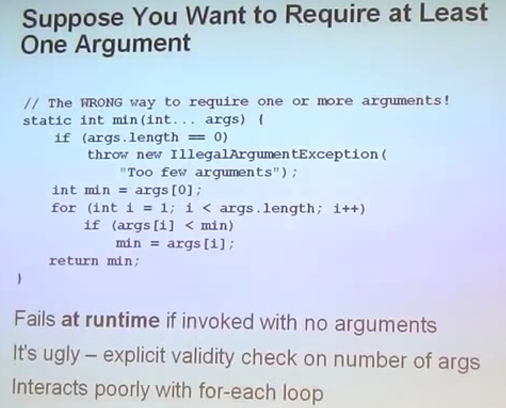 Suppose You Want to Require at Least
One Argument
// The WRONG way to require one or more arguments!
static int min(int... args) {
if (args.length == 0)
throw new IllegalArgumentException(
"Too few arguments");
int min = args[0];
for (int i = 1; i < args.length; i++)
if (args[i] < min)
min = args[i];
return min;
}
Fails at runtime if invoked with no arguments
It's ugly – explicit validity check on number of args
Interacts poorly with for-each loop